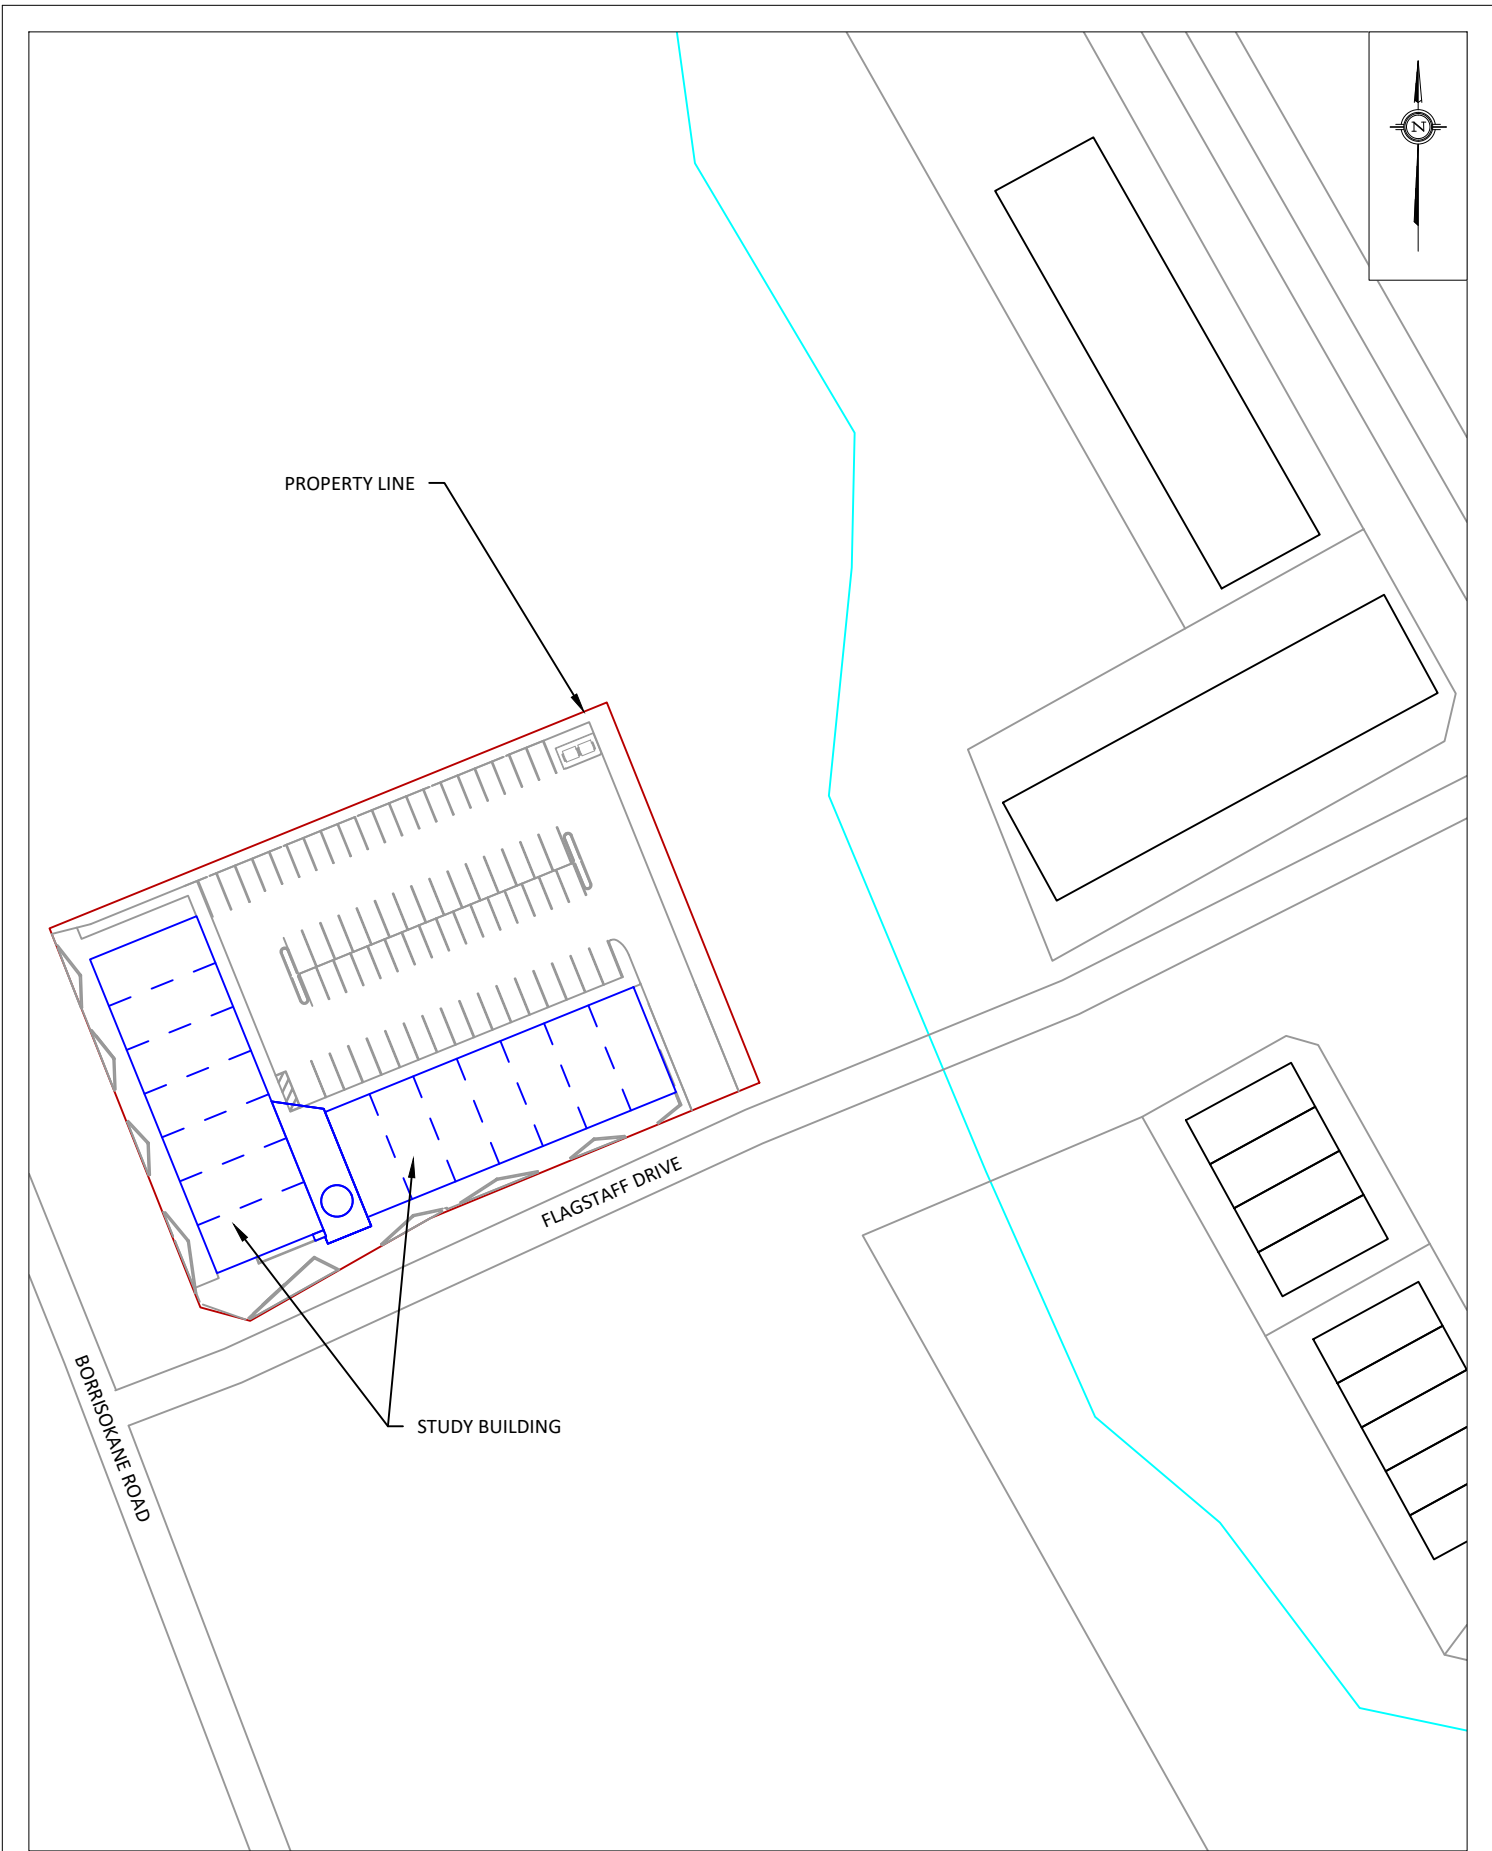 N
PROPERTY LINE
FLAGSTAFF DRIVE
BORRISOKANE ROAD
STUDY BUILDING